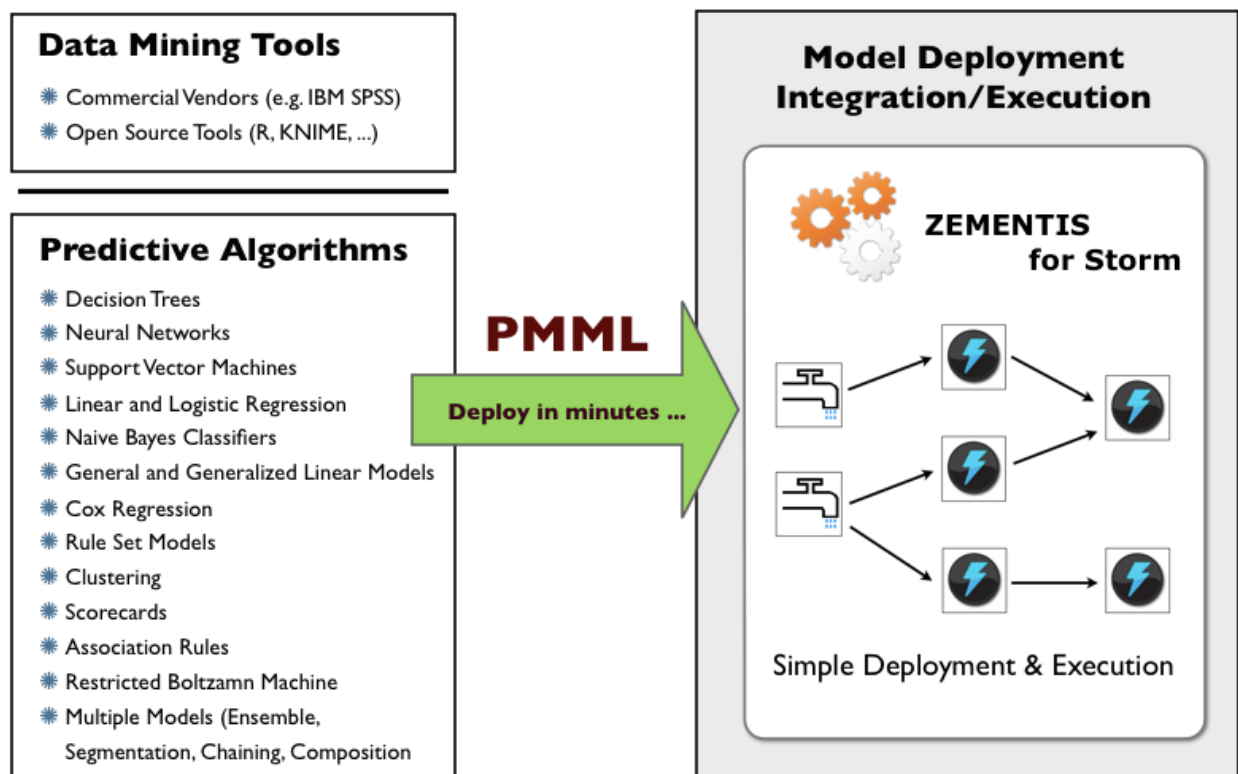 Data Mining Tools
Commercial Vendors (e.g. IBM SPSS)
Open Source Tools (R, KNIME, ...)
Predictive Algorithms
Decision Trees
Neural Networks
Support Vector Machines
Linear and Logistic Regression
Naive Bayes Classifiers
General and Generalized Linear Models
Cox Regression
Rule Set Models
Clustering
Scorecards
Association Rules
Restricted Boltzamn Machine
Multiple Models (Ensemble,
Segmentation, Chaining, Composition
PMML
Deploy in minutes ...
Model Deployment
Integration/Execution
ZEMENTIS
for Storm
Simple Deployment & Execution